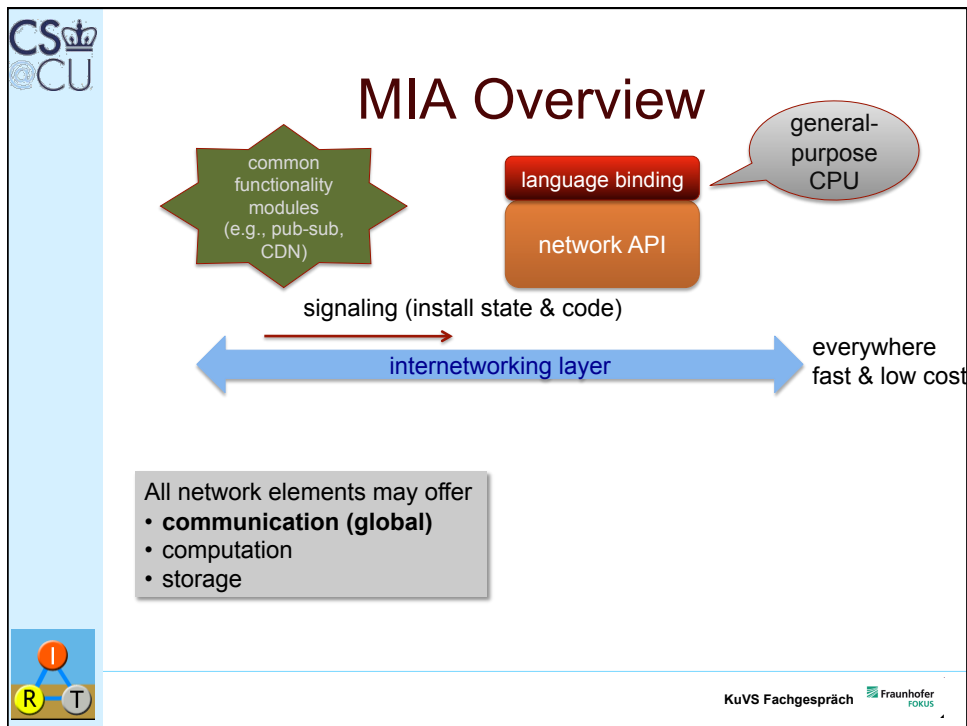 CS
@CU
MIA Overview
common
functionality
modules
(e.g., pub-sub,
CDN)
language binding
network API
general-
purpose
CPU
signaling (install state & code)
internetworking layer
everywhere
fast & low cost
All network elements may offer
• communication (global)
• computation
• storage
I
R
T
KuVS Fachgespräch
Fraunhofer
FOKUS